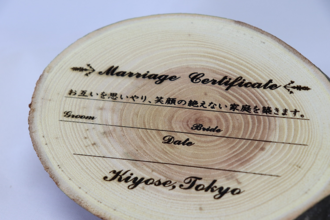 Marriage Certificate
お互いを思いやり、笑顔の絶えない家庭を築きます。
Groom Bride
Date
Kiyose, Tokyo